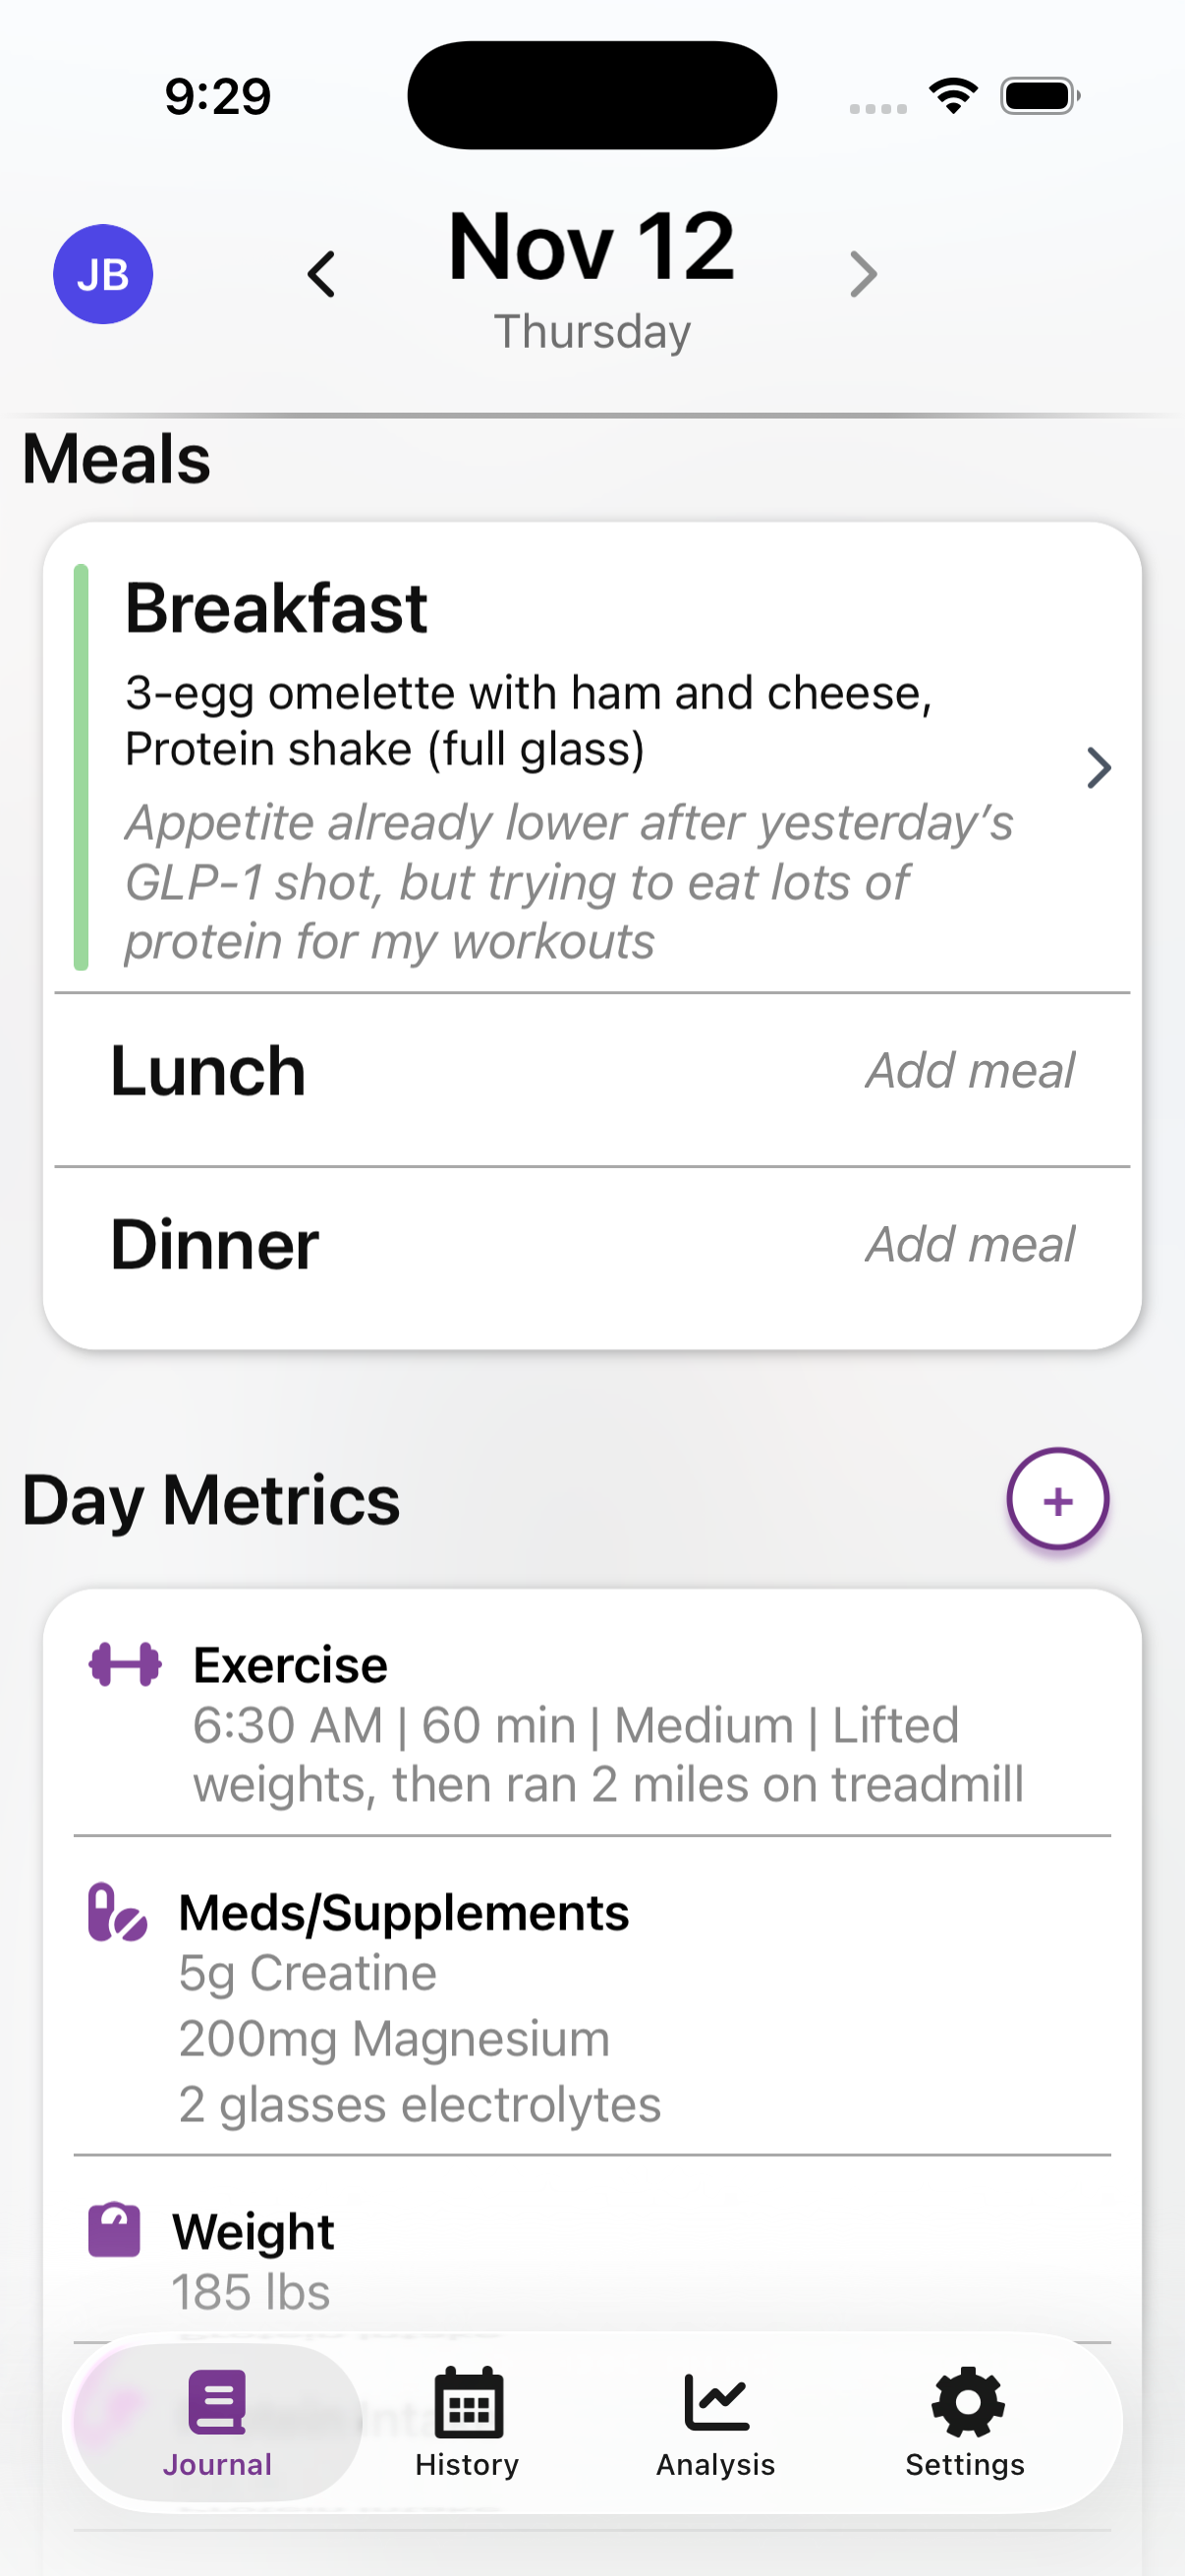 9:29
JB
Nov 12
Thursday
Meals
Breakfast
3-egg omelette with ham and cheese,
Protein shake (full glass)
Appetite already lower after yesterday’s
GLP-1 shot, but trying to eat lots of
protein for my workouts
Lunch
Add meal
Dinner
Add meal
Day Metrics
+
Exercise
6:30 AM | 60 min | Medium | Lifted
weights, then ran 2 miles on treadmill
Meds/Supplements
5g Creatine
200mg Magnesium
2 glasses electrolytes
Weight
185 lbs
Journal
History
Analysis
Settings